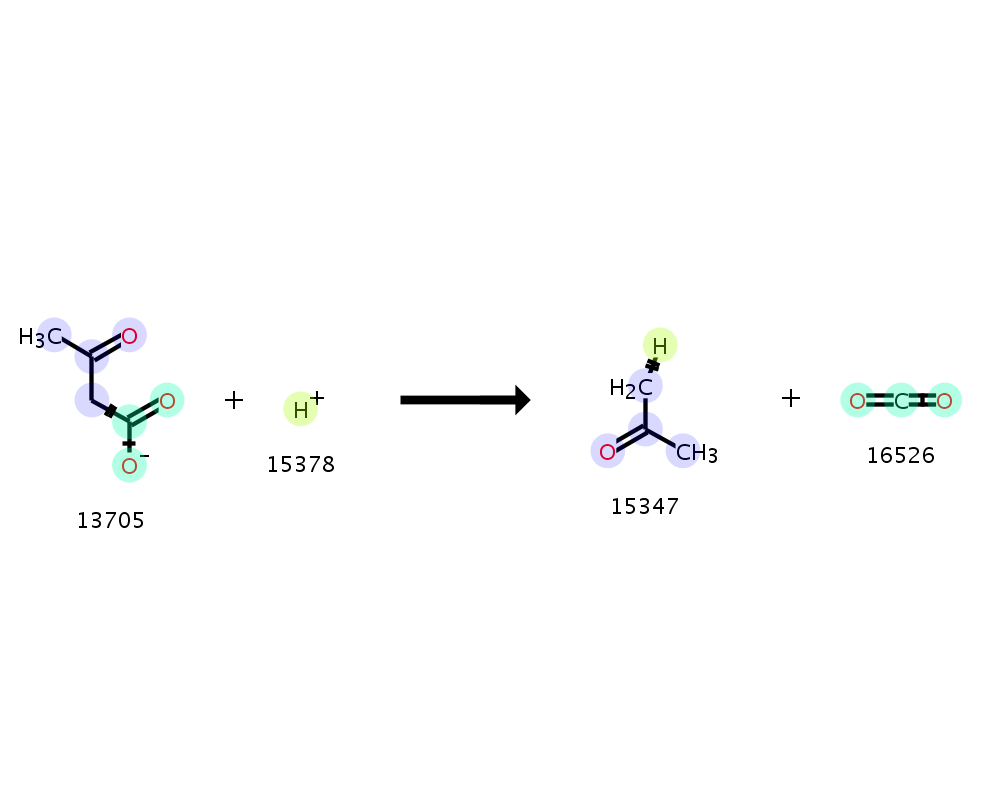 H3C O
O
O-
13705
+
H+
15378
H
H2C
O CH3
15347
+
O C O
16526